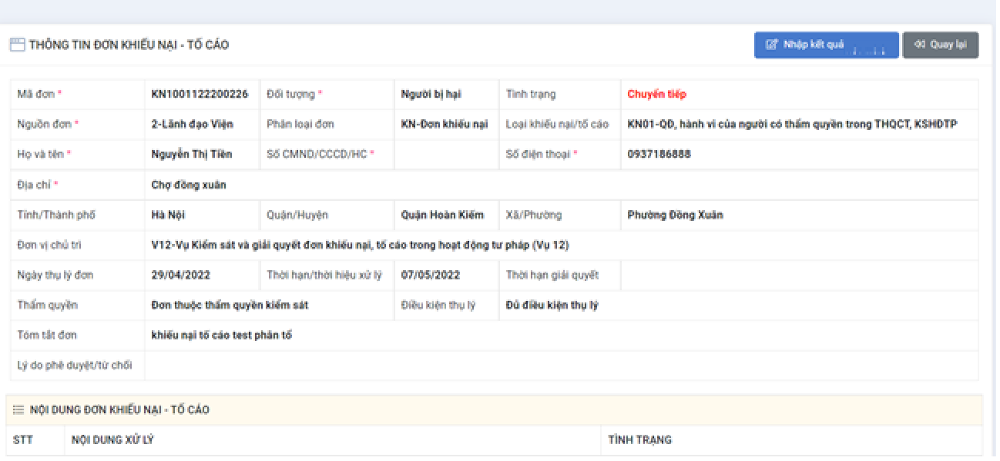 THÔNG TIN ĐƠN KHIẾU NẠI - TỐ CÁO Nhập kết quả Quay lại
Mã đơn * KN1001122200226 Đối tượng * Người bị hại Tình trạng Chuyển tiếp
Nguồn đơn * 2-Lãnh đạo Viện Phân loại đơn KN-Đơn khiếu nại Loại khiếu nại/tố cáo KN01-QĐ, hành vi của người có thẩm quyền trong THQCT, KSHĐTP
Họ và tên * Nguyễn Thị Tiền Số CMND/CCCD/HC * Số điện thoại * 0937186888
Địa chỉ * Chợ đồng xuân
Tỉnh/Thành phố Hà Nội Quận/Huyện Quận Hoàn Kiếm Xã/Phường Phường Đồng Xuân
Đơn vị chủ trì V12-Vụ Kiểm sát và giải quyết đơn khiếu nại, tố cáo trong hoạt động tư pháp (Vụ 12)
Ngày thụ lý đơn 29/04/2022 Thời hạn/thời hiệu xử lý 07/05/2022 Thời hạn giải quyết
Thẩm quyền Đơn thuộc thẩm quyền kiểm sát Điều kiện thụ lý Đủ điều kiện thụ lý
Tóm tắt đơn khiếu nại tố cáo test phân tổ
Lý do phê duyệt/từ chối
NỘI DUNG ĐƠN KHIẾU NẠI - TỐ CÁO
STT NỘI DUNG XỬ LÝ TÌNH TRẠNG